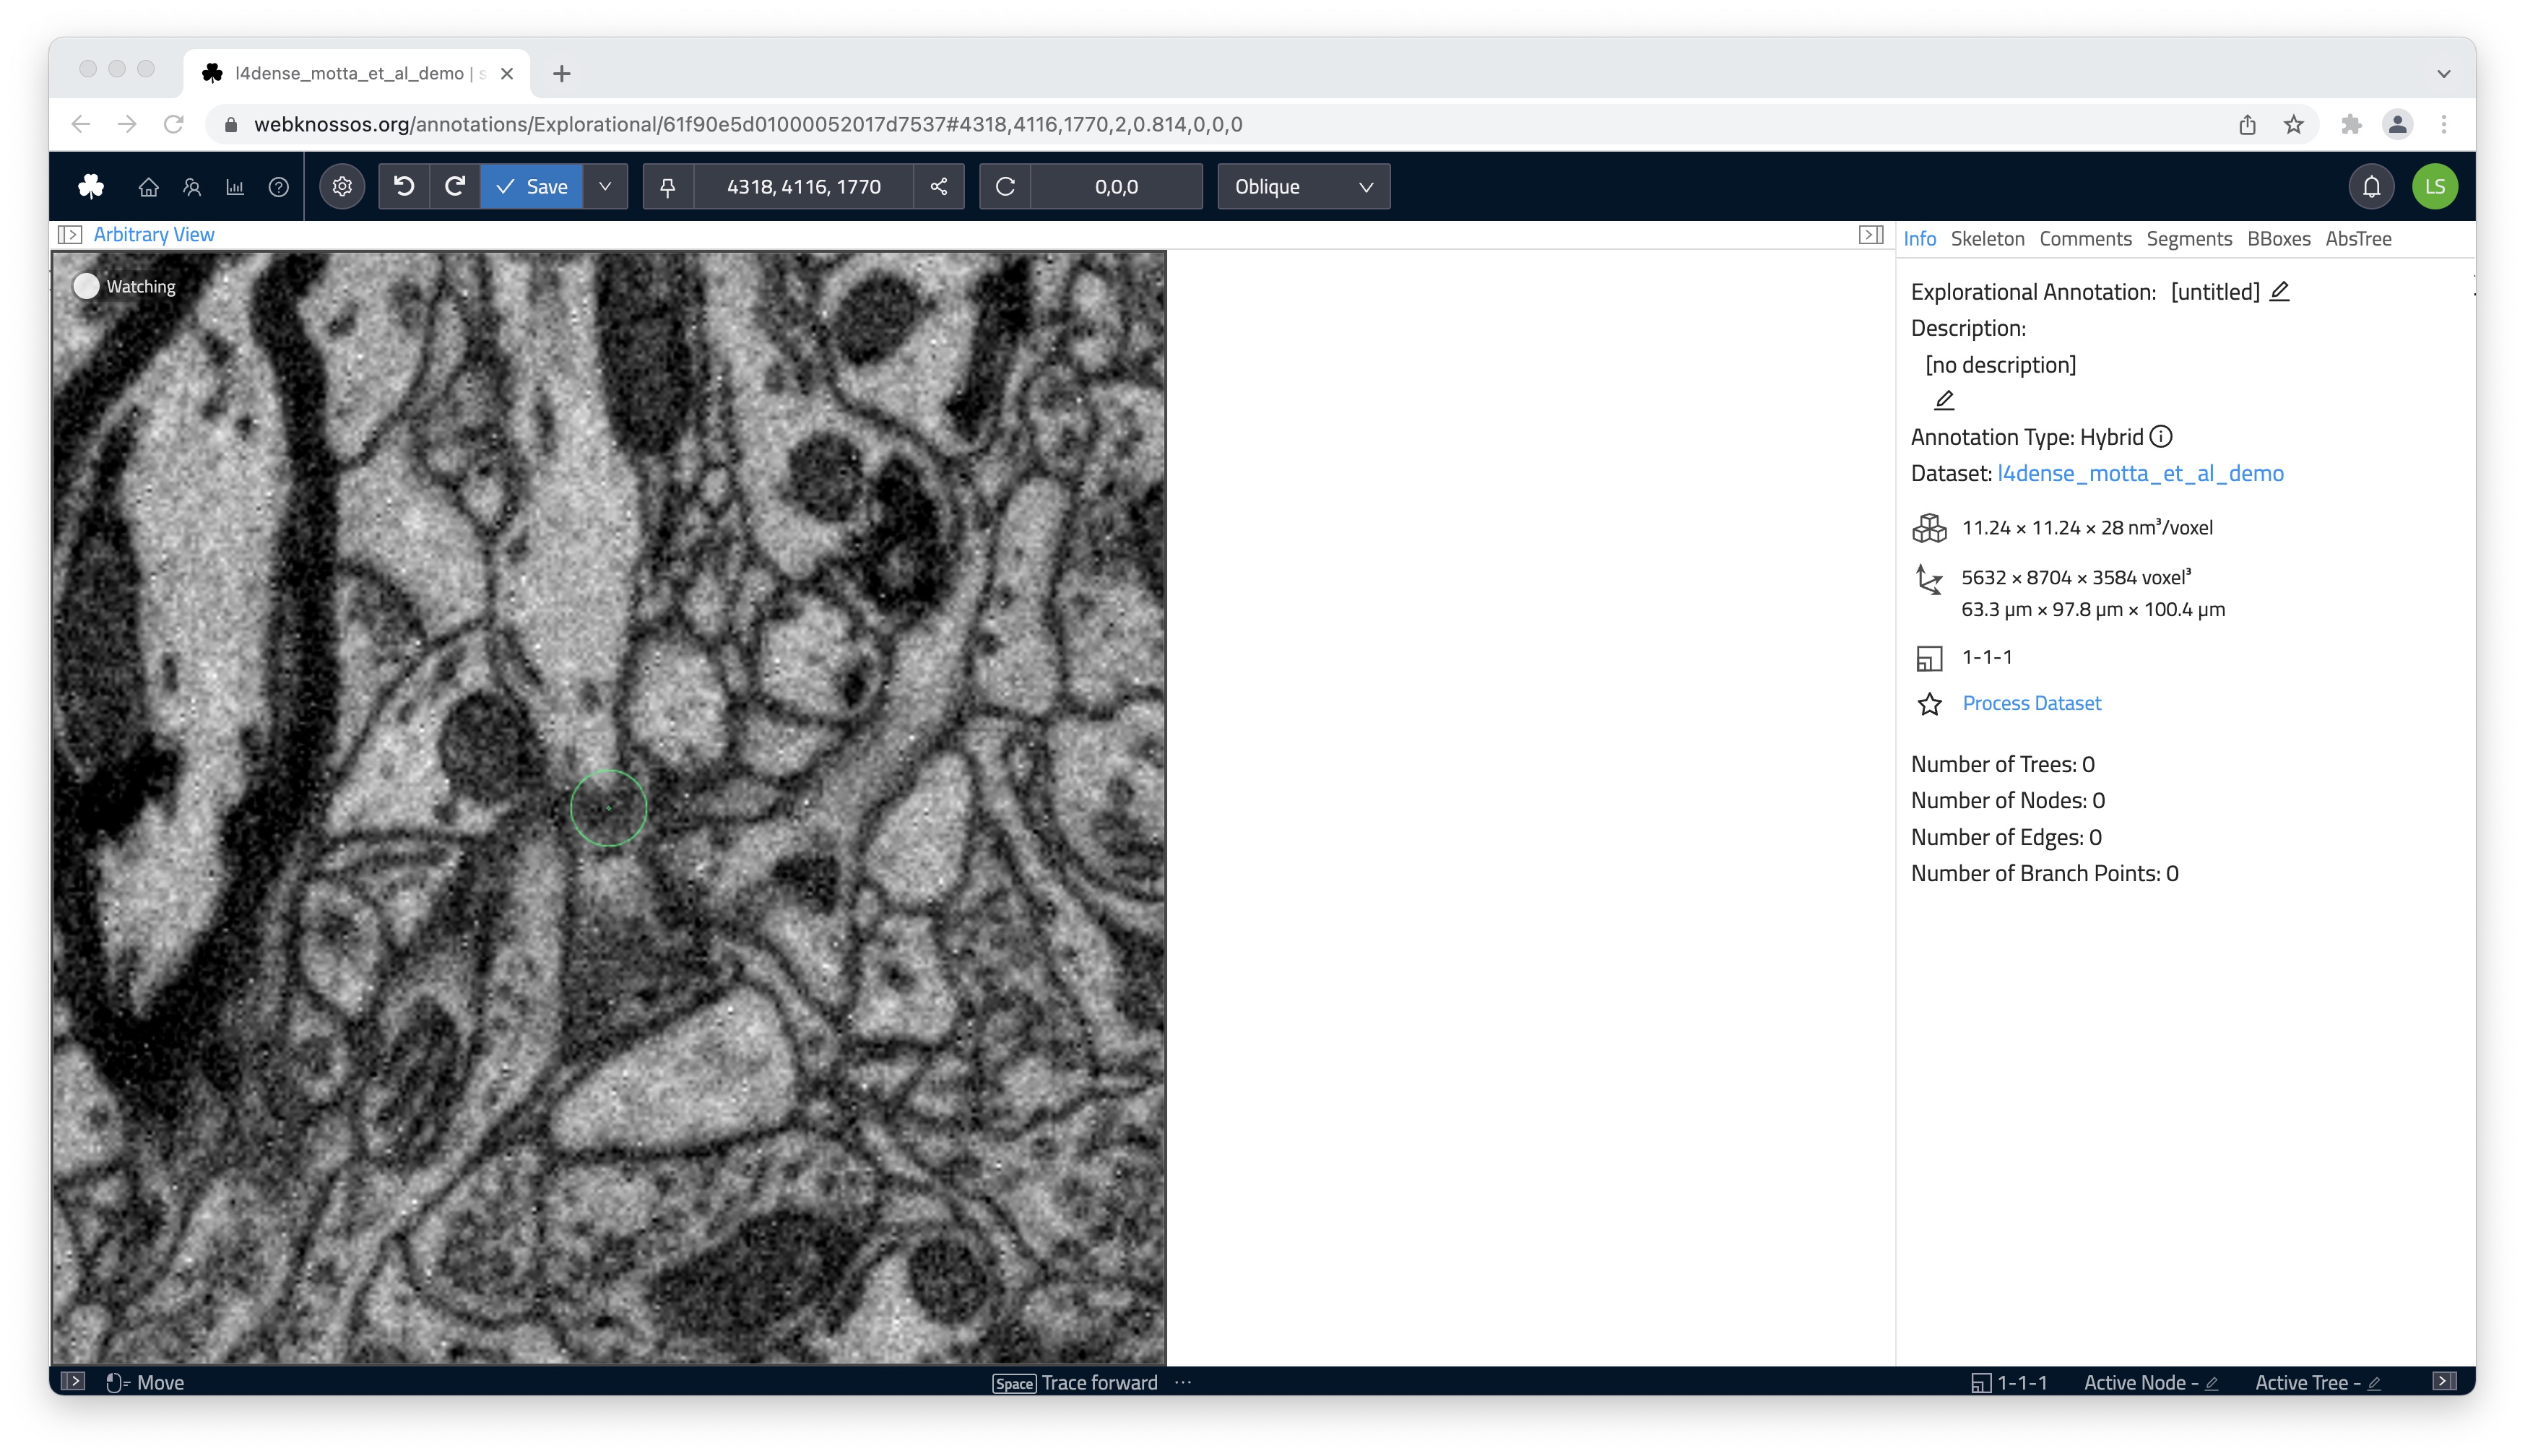 l4dense_motta_et_al_demo |
webknossos.org/annotations/Explorational/61f90e5d01000052017d7537#4318,4116,1770,2,0.814,0,0,0
Save
4318, 4116, 1770
0,0,0
Oblique
LS
Arbitrary View
Watching
Info Skeleton Comments Segments BBoxes AbsTree
Explorational Annotation: [untitled]
Description:
[no description]
Annotation Type: Hybrid
Dataset: l4dense_motta_et_al_demo
11.24 × 11.24 × 28 nm³/voxel
5632 × 8704 × 3584 voxel³
63.3 µm × 97.8 µm × 100.4 µm
1-1-1
Process Dataset
Number of Trees: 0
Number of Nodes: 0
Number of Edges: 0
Number of Branch Points: 0
Move
Space Trace forward ···
1-1-1
Active Node -
Active Tree -